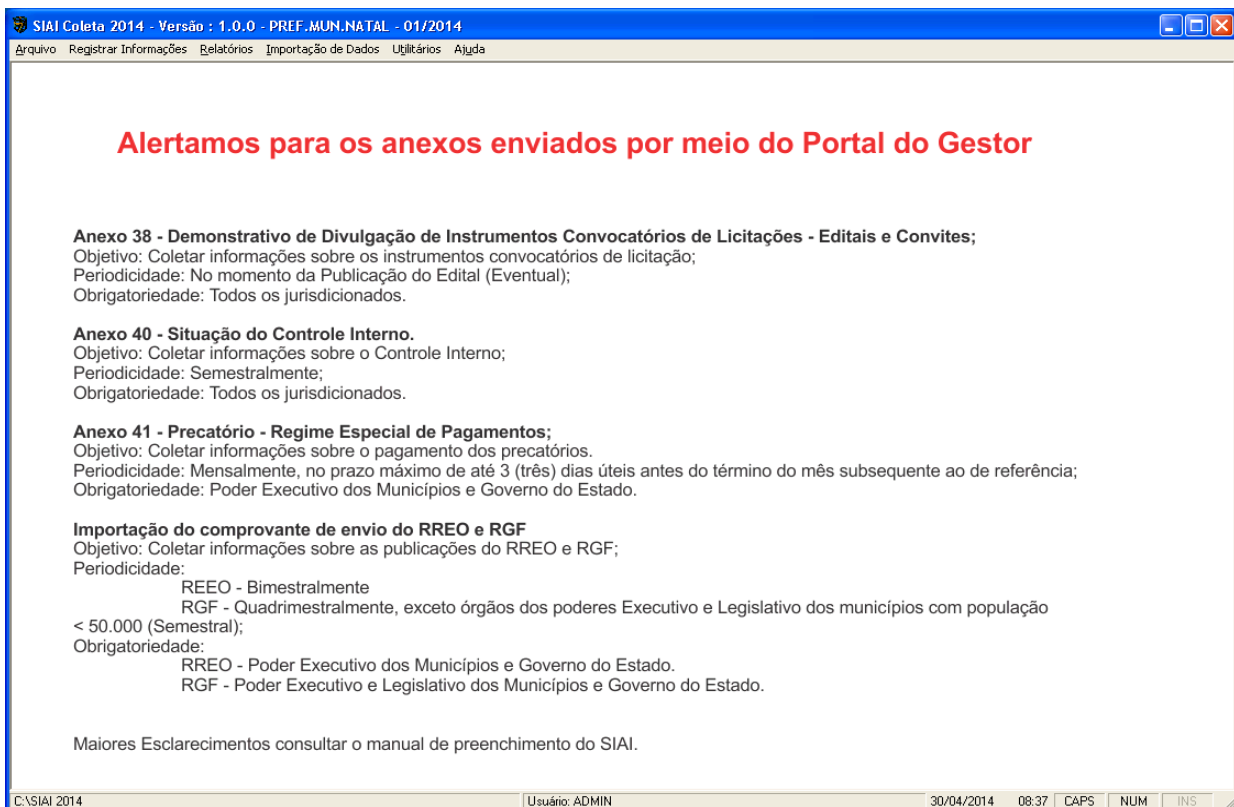 SIAI Coleta 2014 - Versão : 1.0.0 - PREF.MUN.NATAL - 01/2014
Arquivo Registrar Informações Relatórios Importação de Dados Utilitários Ajuda
Alertamos para os anexos enviados por meio do Portal do Gestor
Anexo 38 - Demonstrativo de Divulgação de Instrumentos Convocatórios de Licitações - Editais e Convites;
Objetivo: Coletar informações sobre os instrumentos convocatórios de licitação;
Periodicidade: No momento da Publicação do Edital (Eventual);
Obrigatoriedade: Todos os jurisdicionados.
Anexo 40 - Situação do Controle Interno.
Objetivo: Coletar informações sobre o Controle Interno;
Periodicidade: Semestralmente;
Obrigatoriedade: Todos os jurisdicionados.
Anexo 41 - Precatório - Regime Especial de Pagamentos;
Objetivo: Coletar informações sobre o pagamento dos precatórios.
Periodicidade: Mensalmente, no prazo máximo de até 3 (três) dias úteis antes do término do mês subsequente ao de referência;
Obrigatoriedade: Poder Executivo dos Municípios e Governo do Estado.
Importação do comprovante de envio do RREO e RGF
Objetivo: Coletar informações sobre as publicações do RREO e RGF;
Periodicidade:
REEO - Bimestralmente
RGF - Quadrimestralmente, exceto órgãos dos poderes Executivo e Legislativo dos municípios com população
< 50.000 (Semestral);
Obrigatoriedade:
RREO - Poder Executivo dos Municípios e Governo do Estado.
RGF - Poder Executivo e Legislativo dos Municípios e Governo do Estado.
Maiores Esclarecimentos consultar o manual de preenchimento do SIAI.
C:\SIAI 2014 Usuário: ADMIN 30/04/2014 08:37 CAPS NUM INS